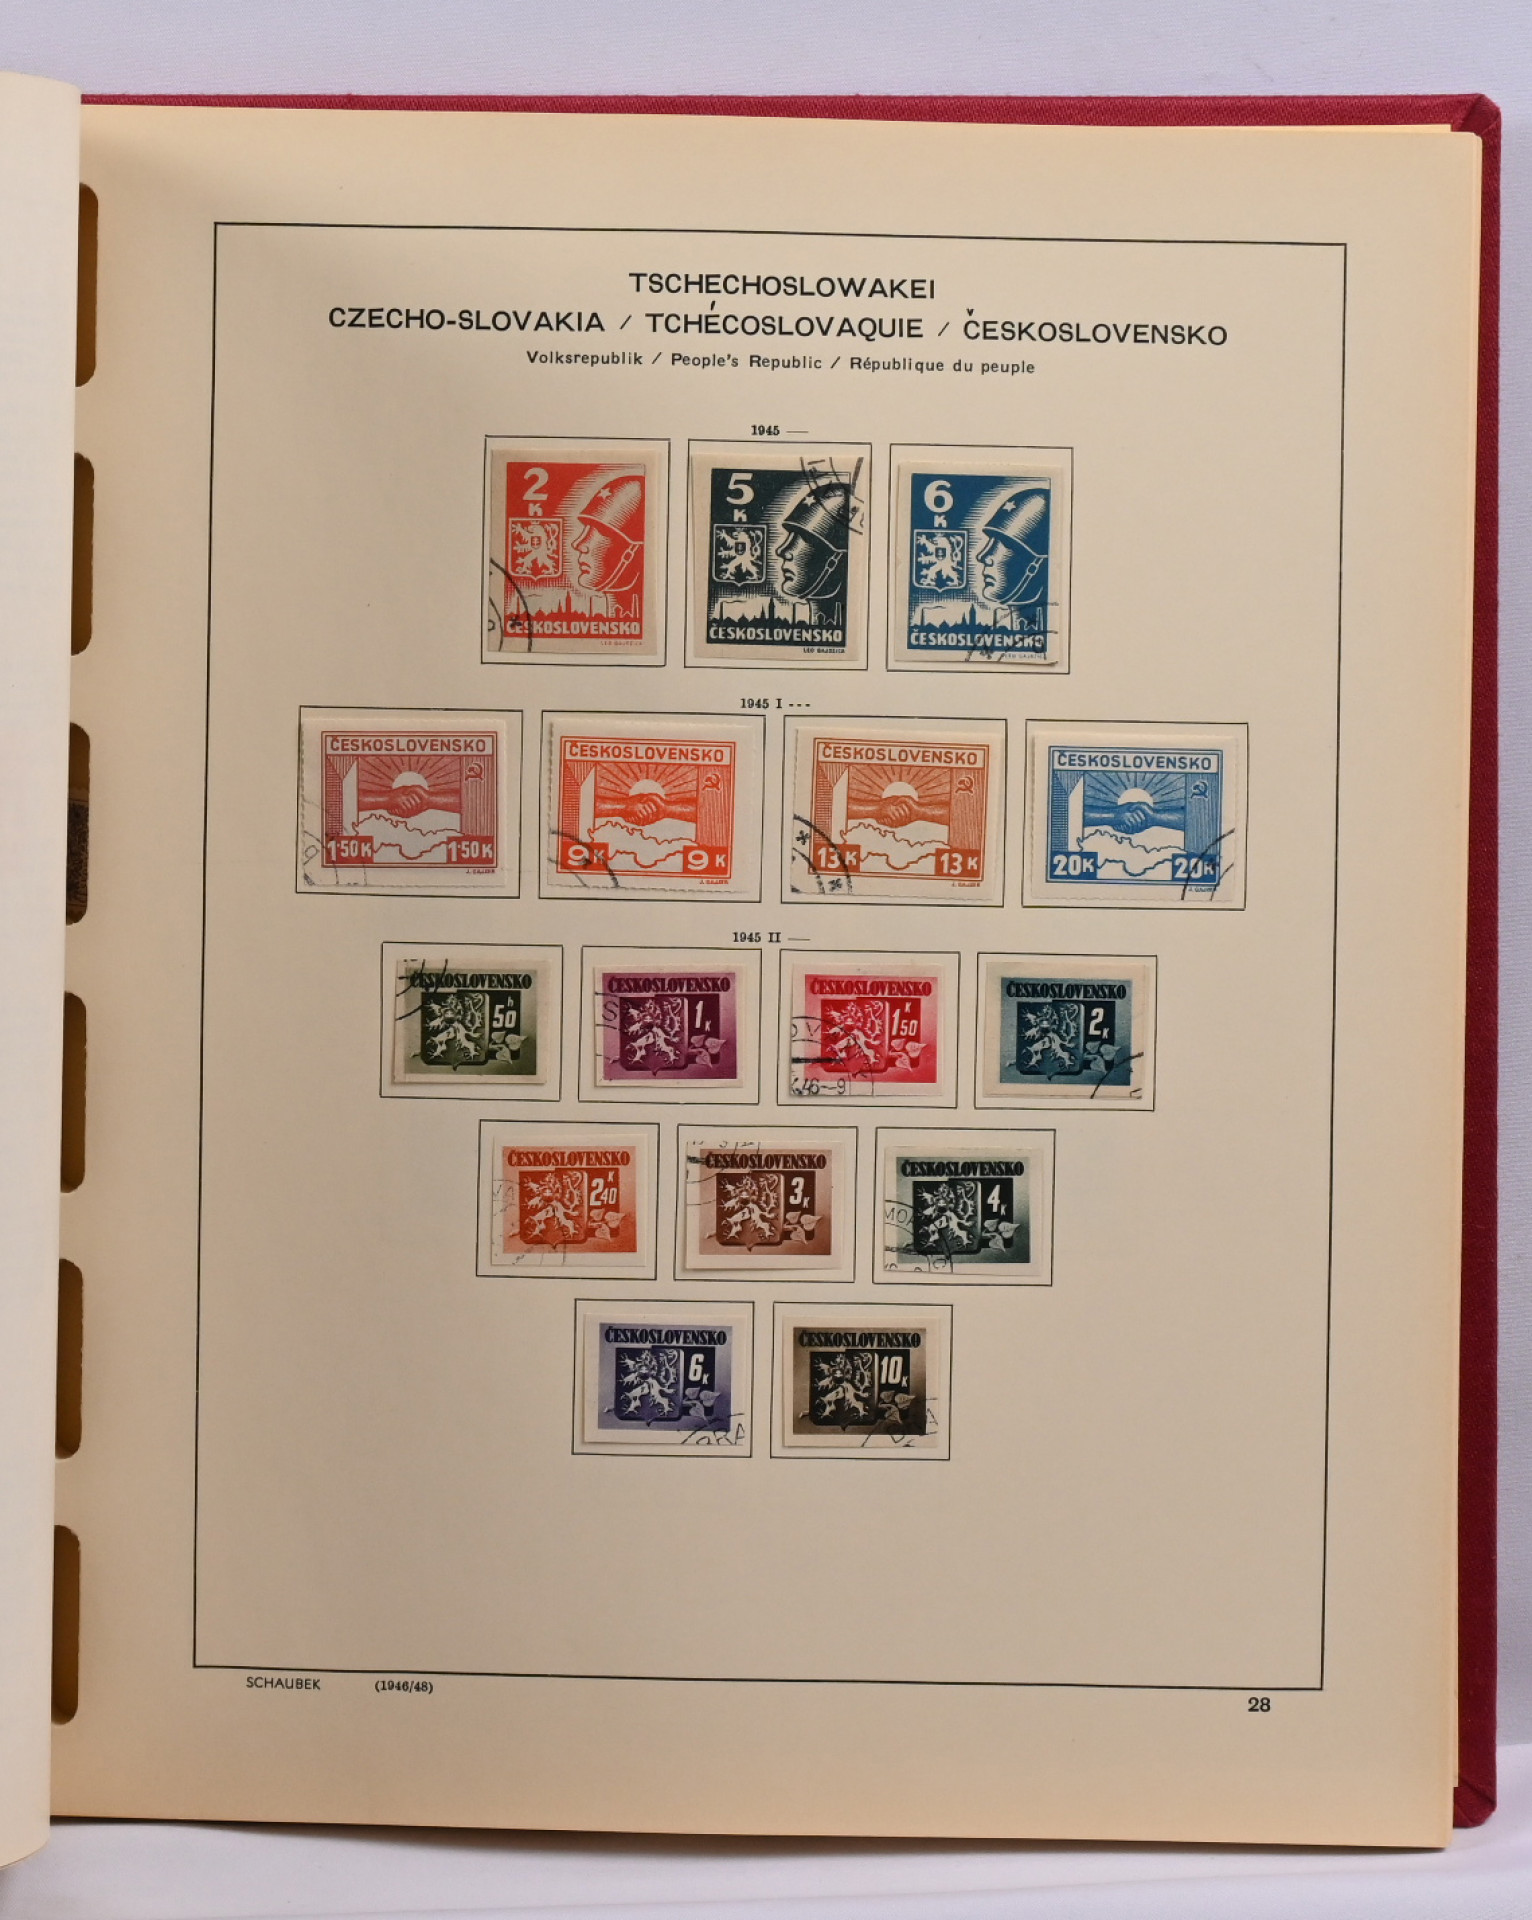 TSCHECHOSLOWAKEI
CZECHO-SLOVAKIA / TCHÉCOSLOVAQUIE / ČESKOSLOVENSKO
Volksrepublik / People's Republic / République du peuple
1945 —
2 K
ČESKOSLOVENSKO
5 K
ČESKOSLOVENSKO
6 K
ČESKOSLOVENSKO
1945 I ---
ČESKOSLOVENSKO
1·50 K 1·50 K
ČESKOSLOVENSKO
9 K 9 K
ČESKOSLOVENSKO
13 K 13 K
ČESKOSLOVENSKO
20 K 20 K
1945 II —
ČESKOSLOVENSKO
50 h
ČESKOSLOVENSKO
1 K
ČESKOSLOVENSKO
1 K 50
46--9
ČESKOSLOVENSKO
2 K
ČESKOSLOVENSKO
2 K 40
ČESKOSLOVENSKO
3 K
ČESKOSLOVENSKO
4 K
ČESKOSLOVENSKO
6 K
ČESKOSLOVENSKO
10 K
SCHAUBEK (1946/48)
28